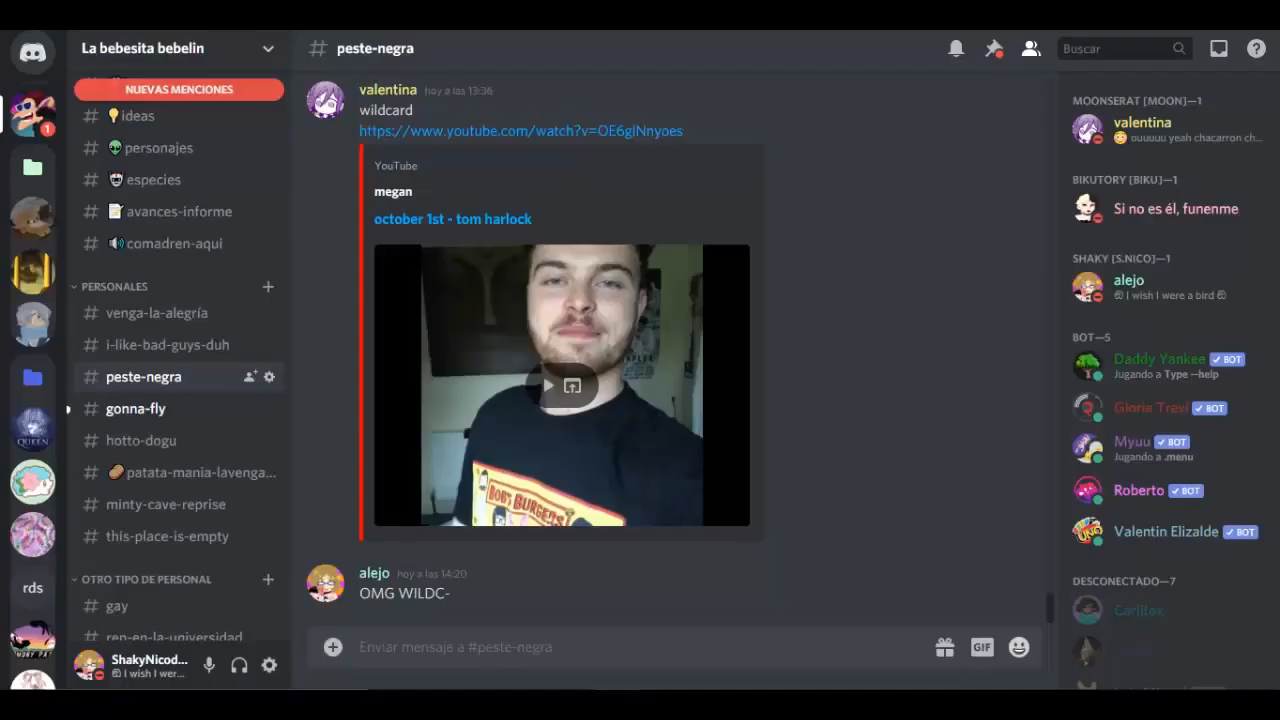 La bebesita bebelin
NUEVAS MENCIONES
💡ideas
👽personajes
especies
📝avances-informe
🔊comadren-aqui
PERSONALES
venga-la-alegría
i-like-bad-guys-duh
peste-negra
gonna-fly
hotto-dogu
🥔patata-mania-lavenga...
minty-cave-reprise
this-place-is-empty
OTRO TIPO DE PERSONAL
gay
ren-en-la-universidad
ShakyNicod...
I wish I wer...
1
QUEEN
rds
# peste-negra
Buscar
valentina hoy a las 13:36
wildcard
https://www.youtube.com/watch?v=OE6glNnyoes
YouTube
megan
october 1st - tom harlock
BOB'S BURGERS
alejo hoy a las 14:20
OMG WILDC-
Enviar mensaje a #peste-negra
GIF
MOONSERAT [MOON]—1
valentina
ouuuuu yeah chacarron ch...
BIKUTORY [BIKU]—1
Si no es él, funenme
SHAKY [S.NICO]—1
alejo
I wish I were a bird
BOT—5
Daddy Yankee ✓ BOT
Jugando a Type --help
Gloria Trevi ✓ BOT
Myuu ✓ BOT
Jugando a .menu
Roberto ✓ BOT
Valentin Elizalde ✓ BOT
DESCONECTADO—7
Carlitox